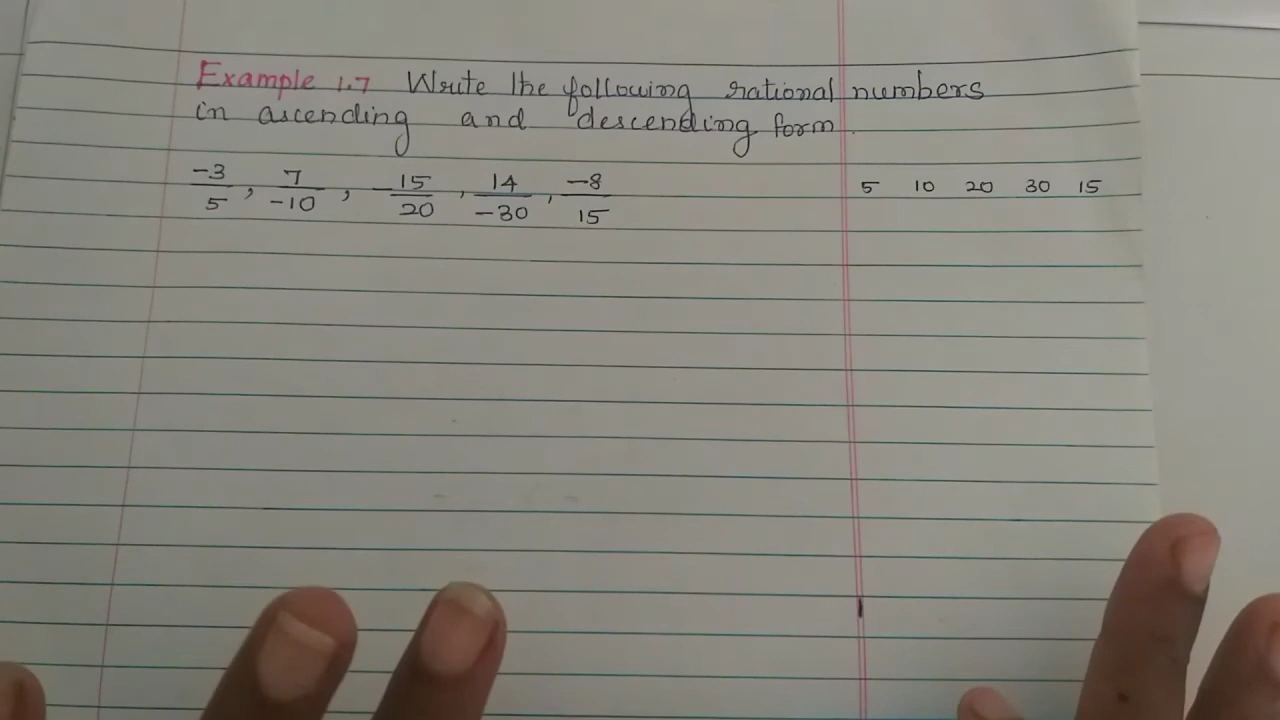 Example 1.7 Write the following rational numbers
in ascending and descending form.
-3/5, 7/-10, -15/20, 14/-30, -8/15
5 10 20 30 15